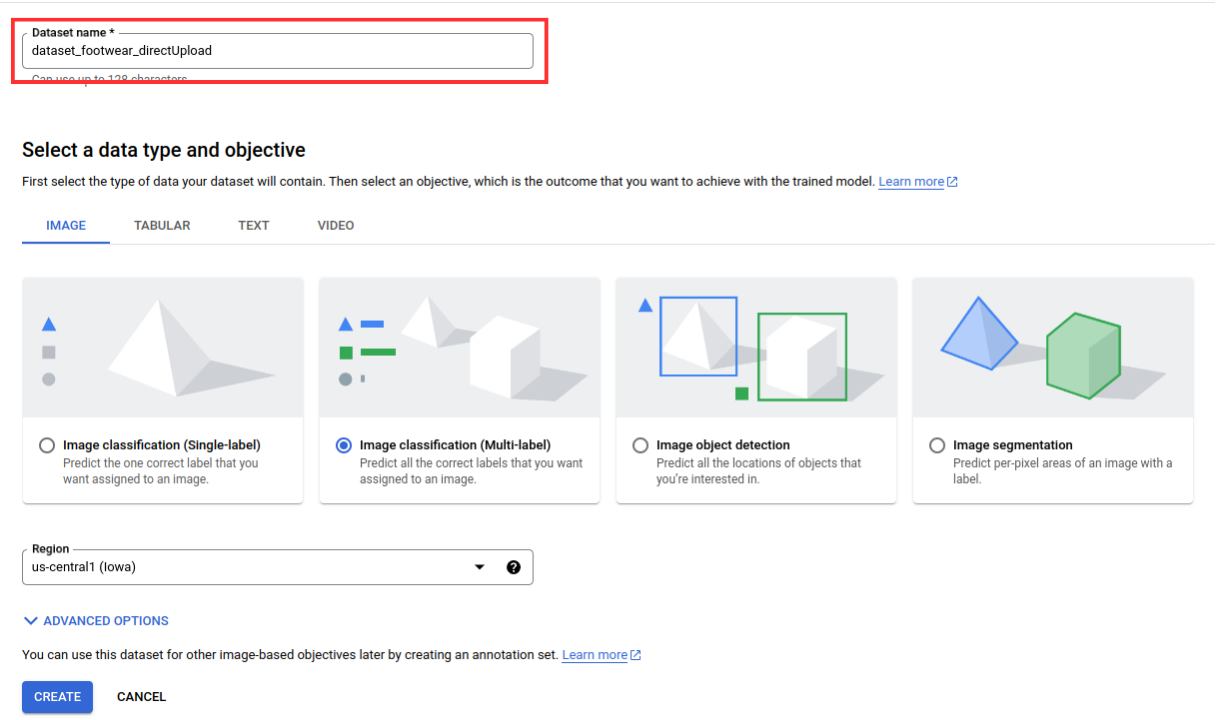 Dataset name *
dataset_footwear_directUpload
Can use up to 128 characters.
Select a data type and objective
First select the type of data your dataset will contain. Then select an objective, which is the outcome that you want to achieve with the trained model. Learn more
IMAGE TABULAR TEXT VIDEO
Image classification (Single-label)
Predict the one correct label that you
want assigned to an image.
Image classification (Multi-label)
Predict all the correct labels that you want
assigned to an image.
Image object detection
Predict all the locations of objects that
you're interested in.
Image segmentation
Predict per-pixel areas of an image with a
label.
Region
us-central1 (Iowa)
?
ADVANCED OPTIONS
You can use this dataset for other image-based objectives later by creating an annotation set. Learn more
CREATE CANCEL